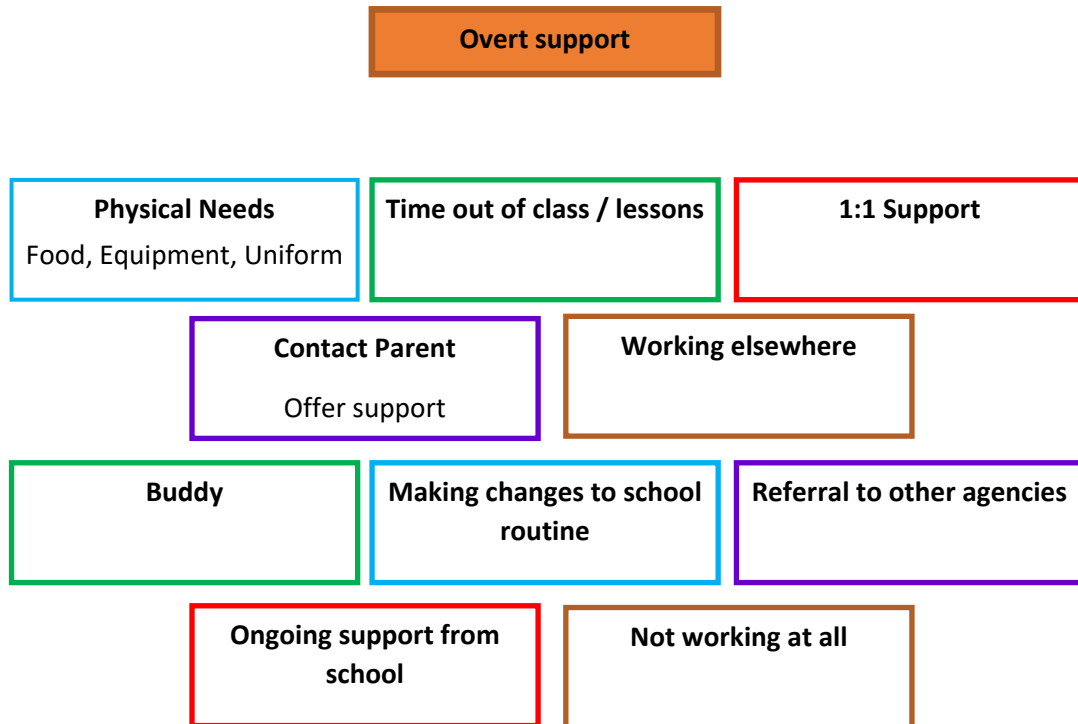 Overt support
Physical Needs
Food, Equipment, Uniform
Time out of class / lessons
1:1 Support
Contact Parent
Offer support
Working elsewhere
Buddy
Making changes to school
routine
Referral to other agencies
Ongoing support from
school
Not working at all